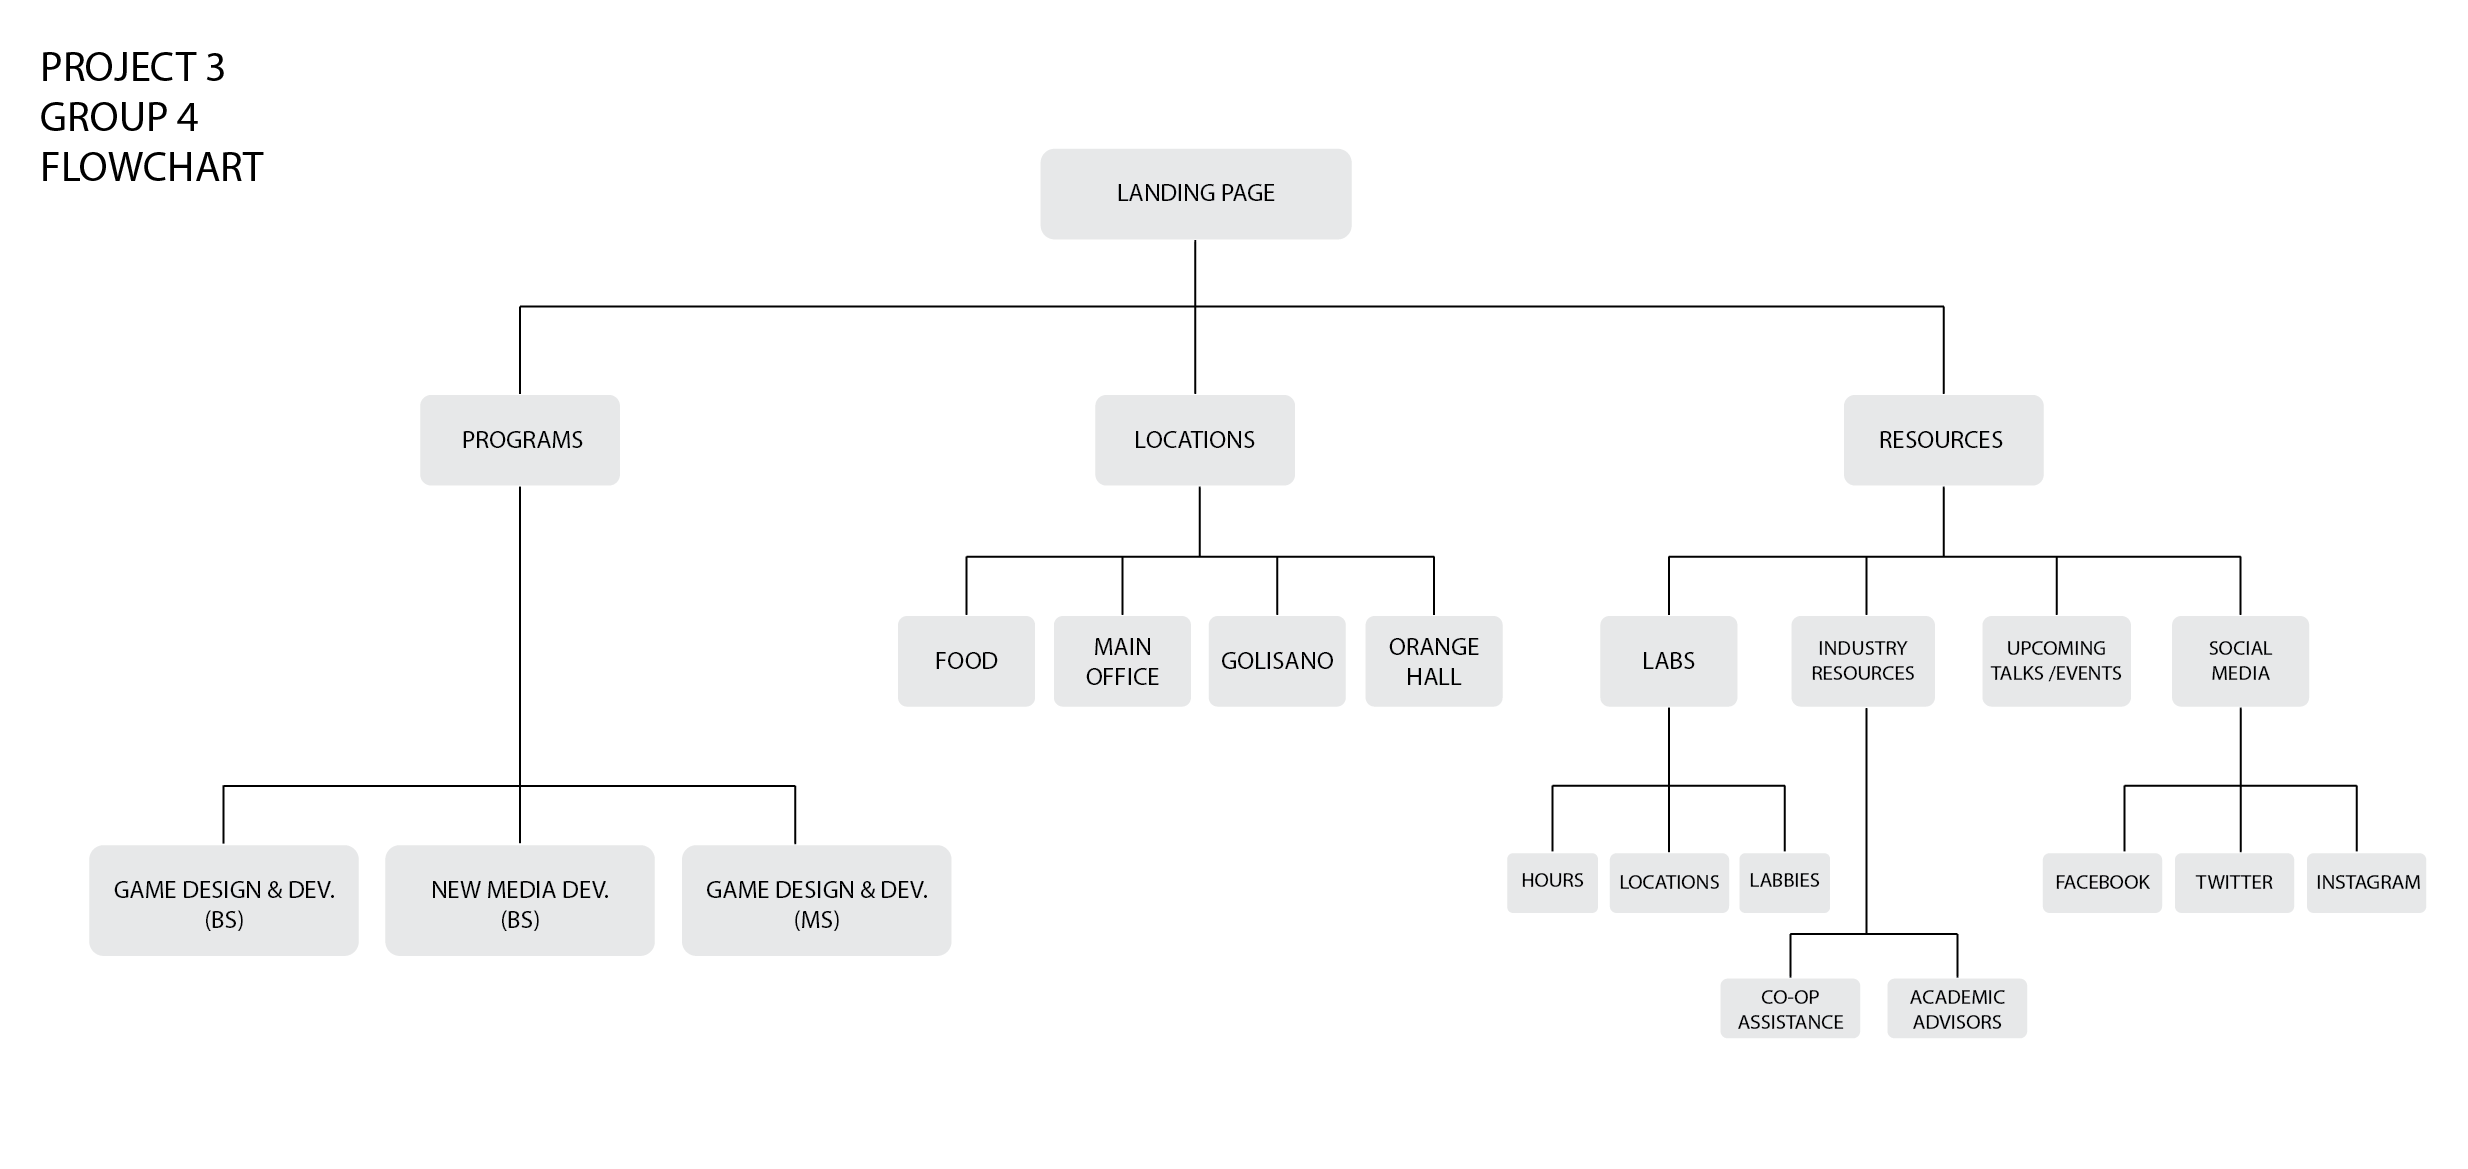 PROJECT 3
GROUP 4
FLOWCHART
LANDING PAGE
PROGRAMS
LOCATIONS
RESOURCES
FOOD
MAIN
OFFICE
GOLISANO
ORANGE
HALL
LABS
INDUSTRY
RESOURCES
UPCOMING
TALKS /EVENTS
SOCIAL
MEDIA
GAME DESIGN & DEV.
(BS)
NEW MEDIA DEV.
(BS)
GAME DESIGN & DEV.
(MS)
HOURS
LOCATIONS
LABBIES
FACEBOOK
TWITTER
INSTAGRAM
CO-OP
ASSISTANCE
ACADEMIC
ADVISORS